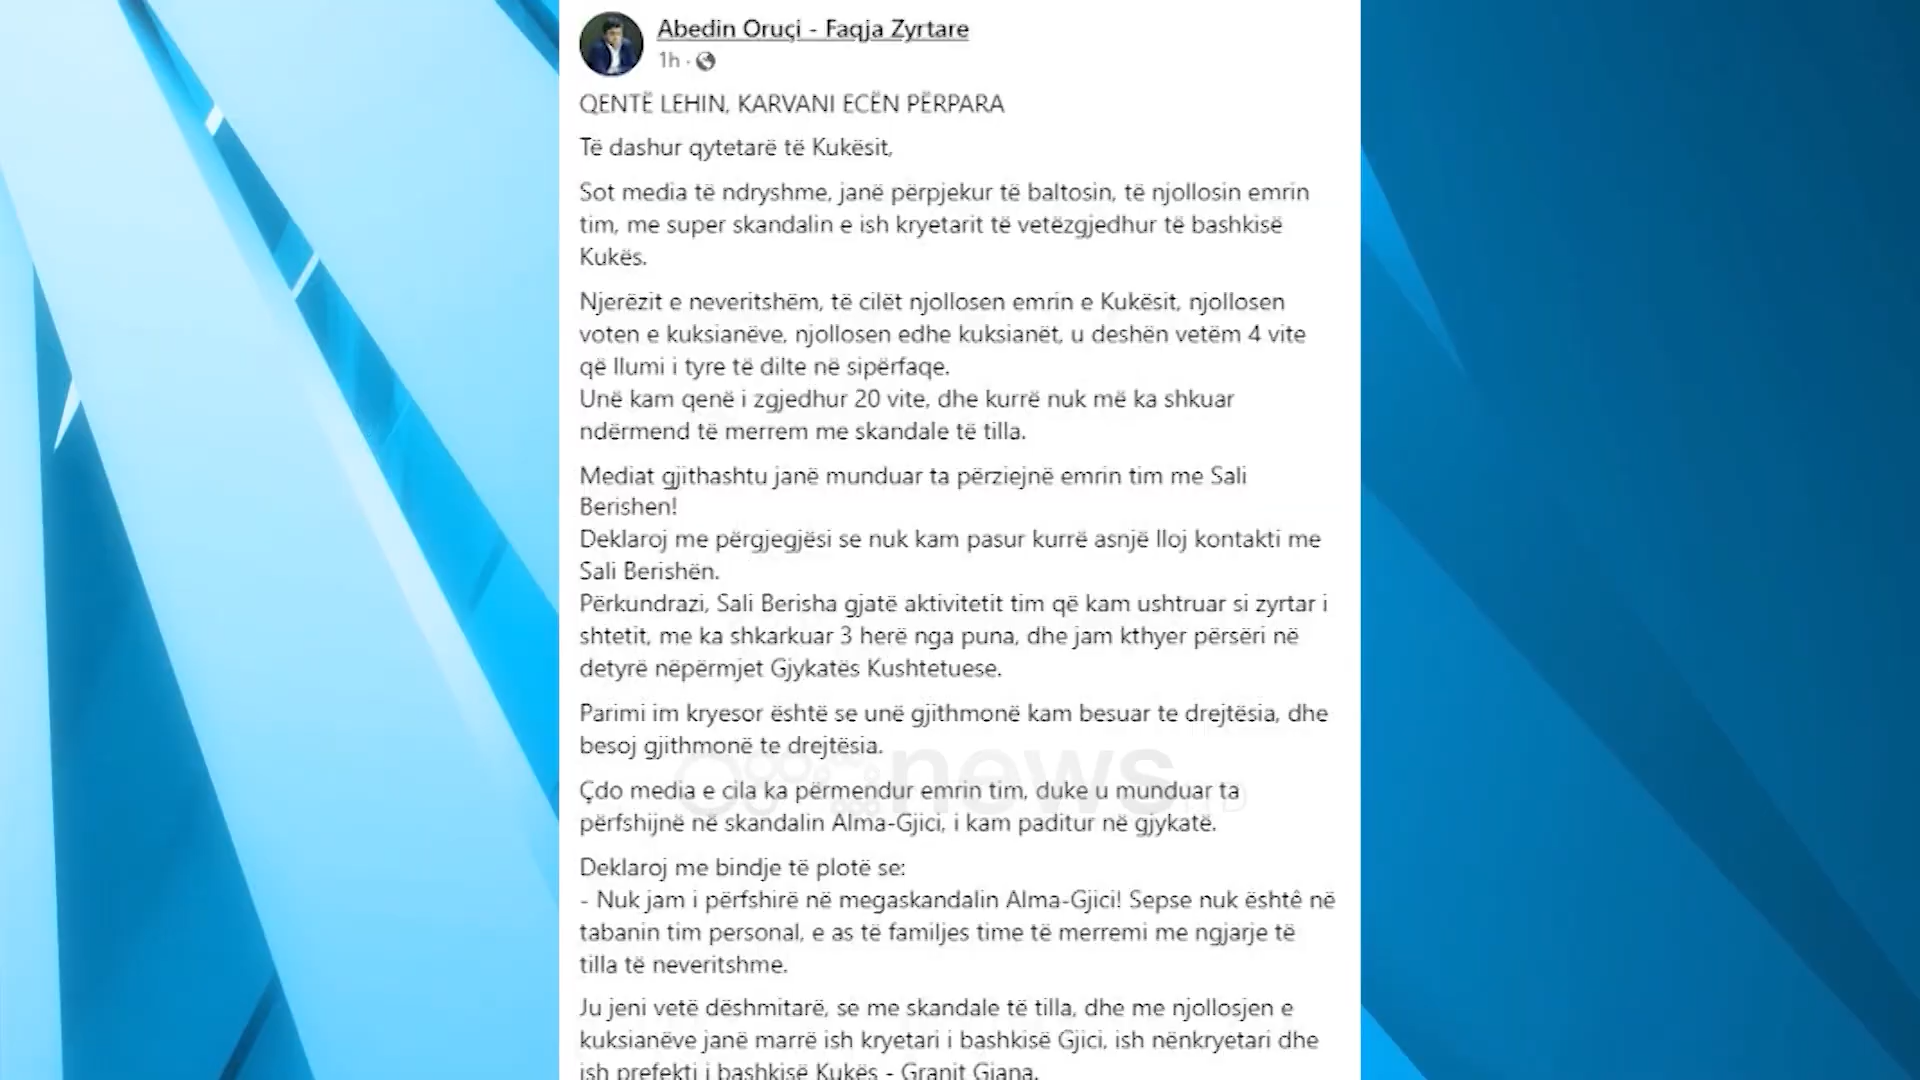 Abedin Oruçi - Faqja Zyrtare
1h ·
QENTË LEHIN, KARVANI ECËN PËRPARA
Të dashur qytetarë të Kukësit,
Sot media të ndryshme, janë përpjekur të baltosin, të njollosin emrin
tim, me super skandalin e ish kryetarit të vetëzgjedhur të bashkisë
Kukës.
Njerëzit e neveritshëm, të cilët njollosen emrin e Kukësit, njollosen
voten e kuksianëve, njollosen edhe kuksianët, u deshën vetëm 4 vite
që llumi i tyre të dilte në sipërfaqe.
Unë kam qenë i zgjedhur 20 vite, dhe kurrë nuk më ka shkuar
ndërmend të merrem me skandale të tilla.
Mediat gjithashtu janë munduar ta përziejnë emrin tim me Sali
Berishen!
Deklaroj me përgjegjësi se nuk kam pasur kurrë asnjë lloj kontakti me
Sali Berishën.
Përkundrazi, Sali Berisha gjatë aktivitetit tim që kam ushtruar si zyrtar i
shtetit, me ka shkarkuar 3 herë nga puna, dhe jam kthyer përsëri në
detyrë nëpërmjet Gjykatës Kushtetuese.
Parimi im kryesor është se unë gjithmonë kam besuar te drejtësia, dhe
besoj gjithmonë te drejtësia.
news
Çdo media e cila ka përmendur emrin tim, duke u munduar ta
përfshijnë në skandalin Alma-Gjici, i kam paditur në gjykatë.
Deklaroj me bindje të plotë se:
- Nuk jam i përfshirë në megaskandalin Alma-Gjici! Sepse nukështê në
tabanin tim personal, e as të familjes time të merremi me ngjarje të
tilla të neveritshme.
Ju jeni vetë dëshmitarë, se me skandale të tilla, dhe me njollosjen e
kuksianëve janë marrë ish kryetari i bashkisë Gjici, ish nënkryetari dhe
ish prefekti i bashkisë Kukës - Granit Gjana.